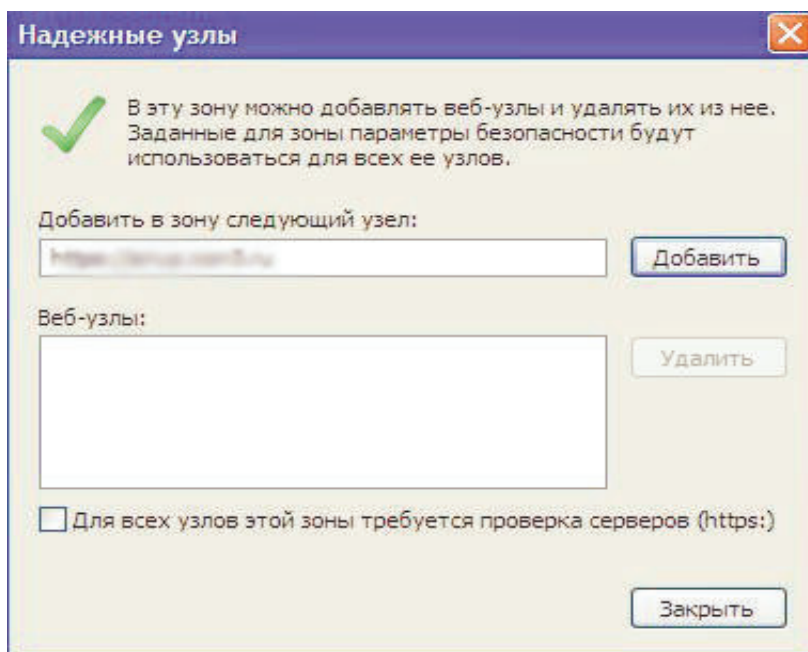 Надежные узлы
В эту зону можно добавлять веб-узлы и удалять их из нее.
Заданные для зоны параметры безопасности будут
использоваться для всех ее узлов.
Добавить в зону следующий узел:
Добавить
Веб-узлы:
Удалить
Для всех узлов этой зоны требуется проверка серверов (https:)
Закрыть